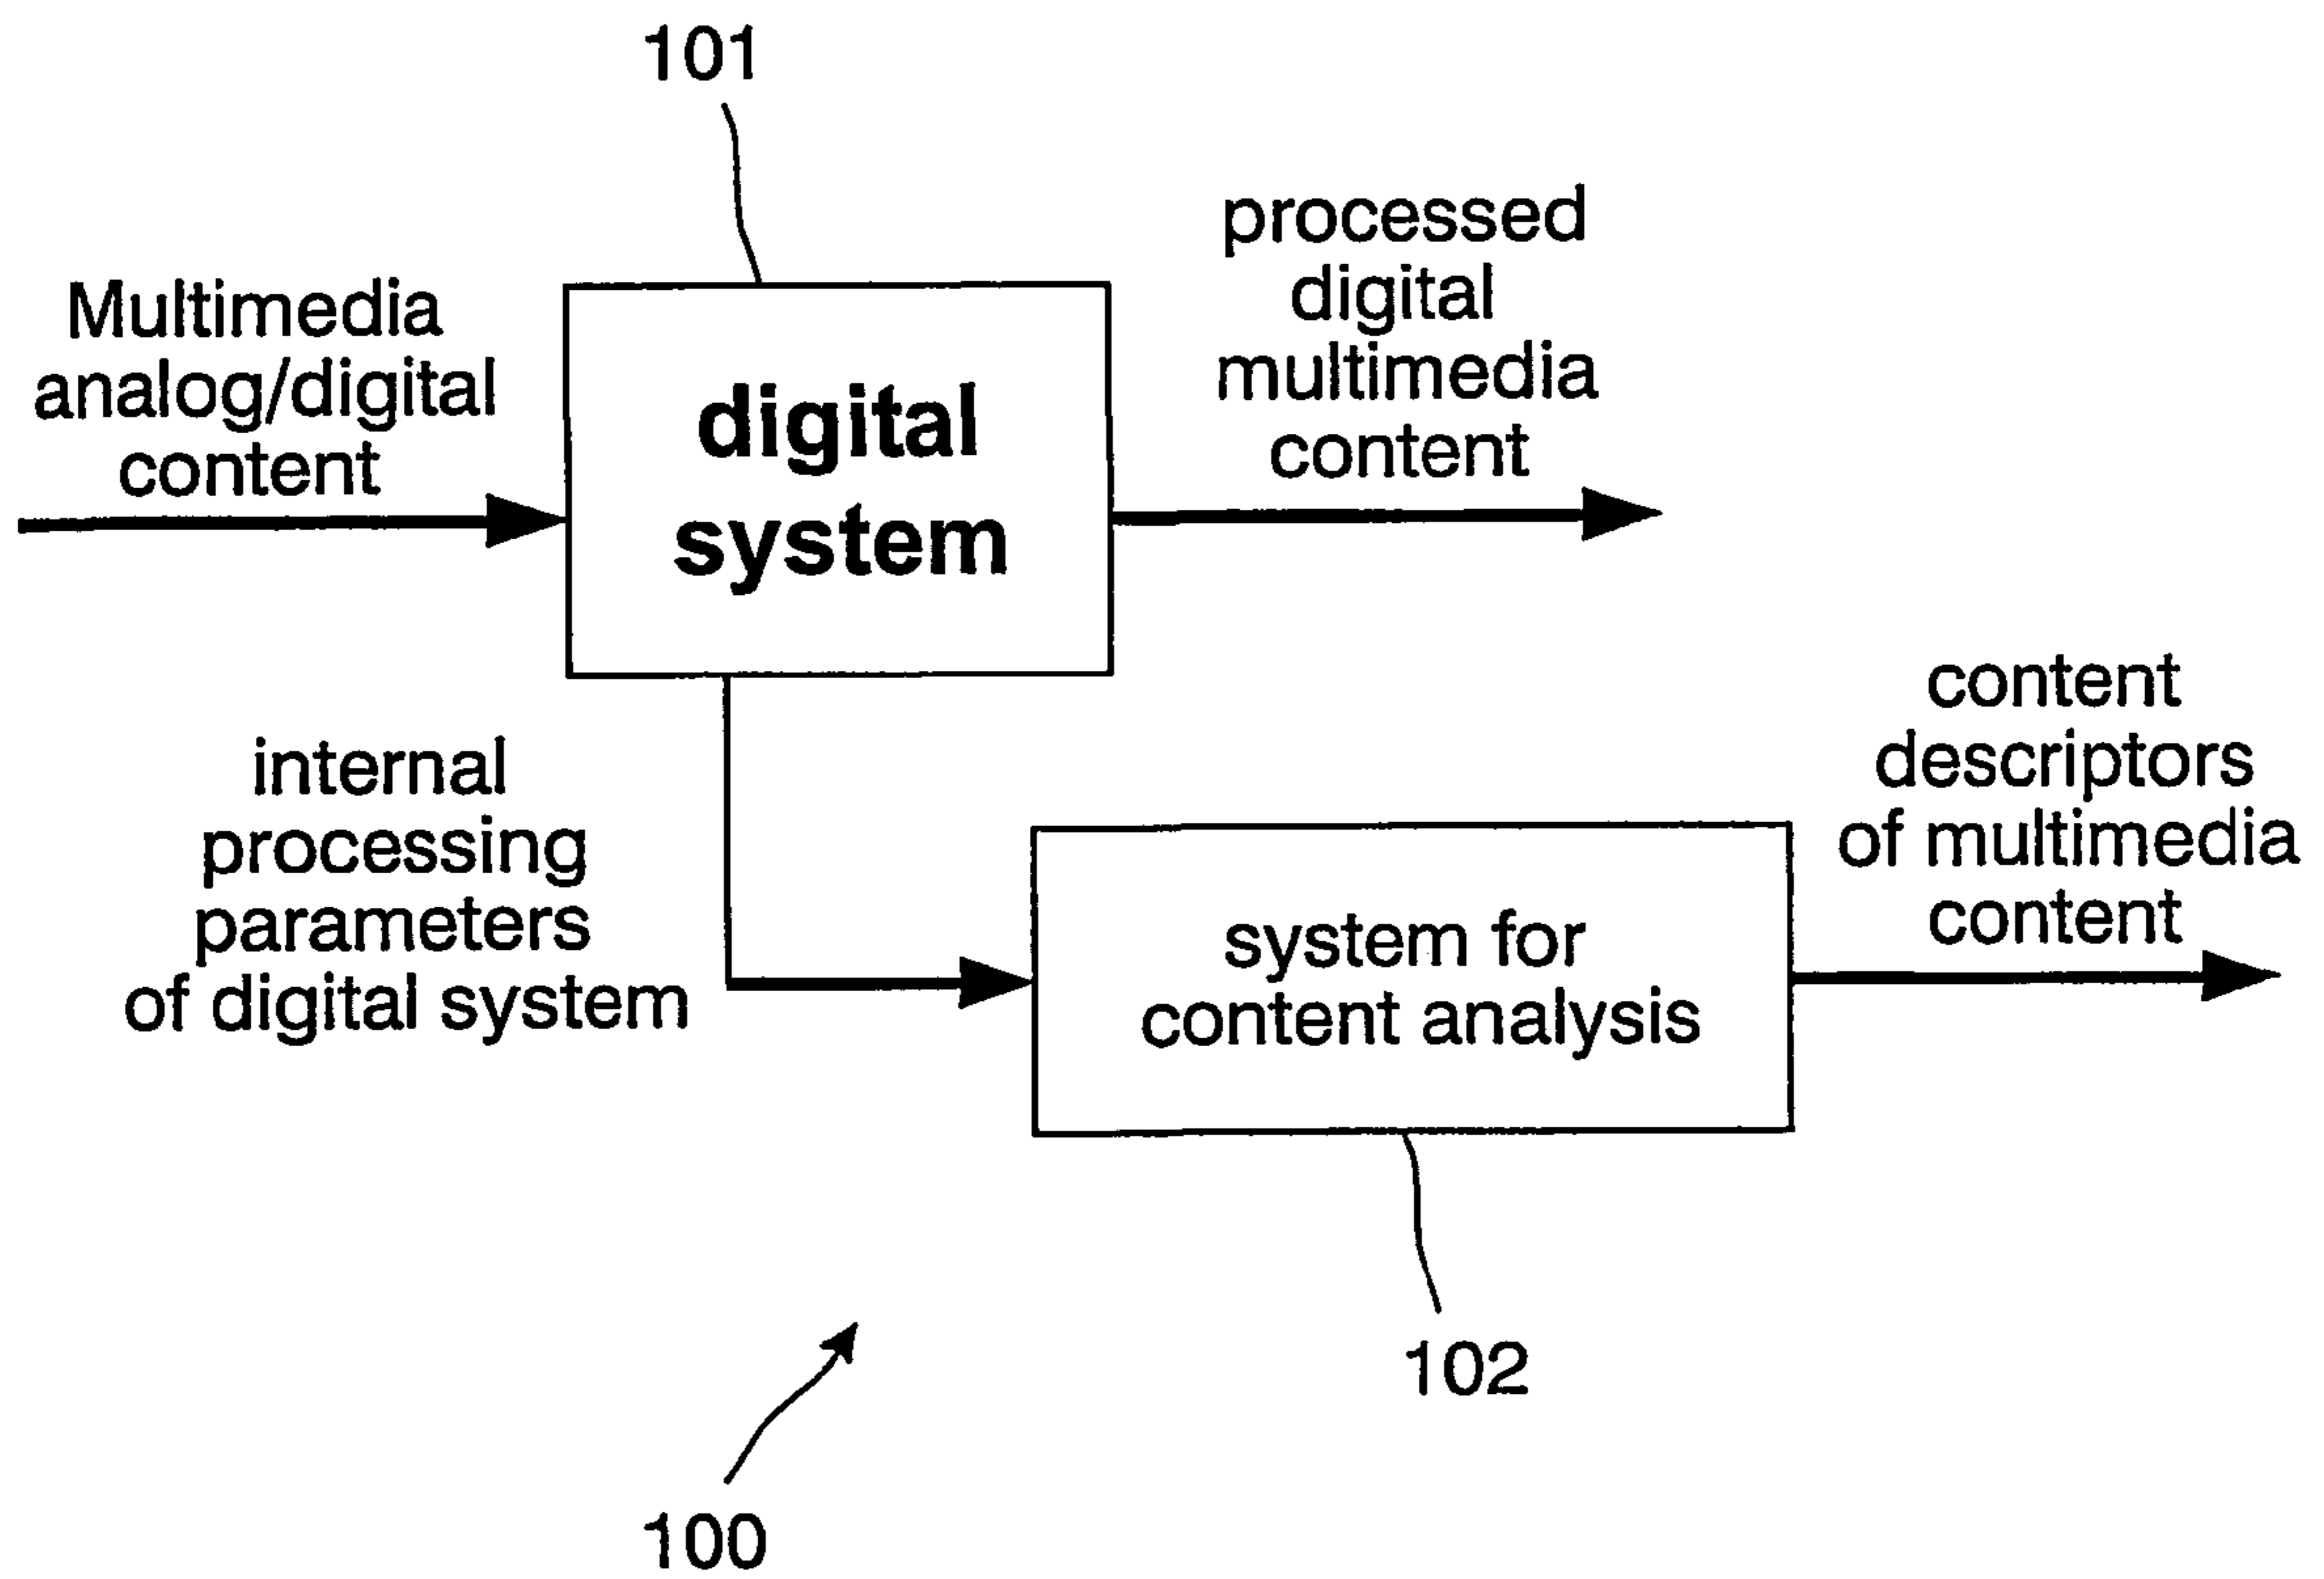 101
Multimedia
analog/digital
content
digital
system
processed
digital
multimedia
content
internal
processing
parameters
of digital system
system for
content analysis
content
descriptors
of multimedia
content
102
100